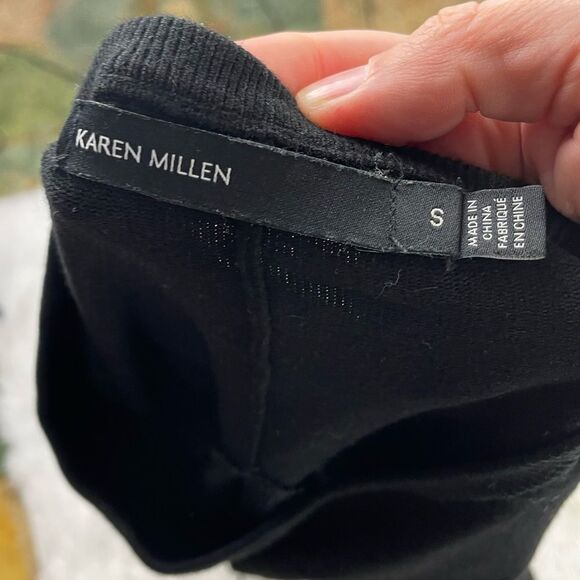 KAREN MILLEN
S
MADE IN
CHINA
FABRIQUÉ
EN CHINE